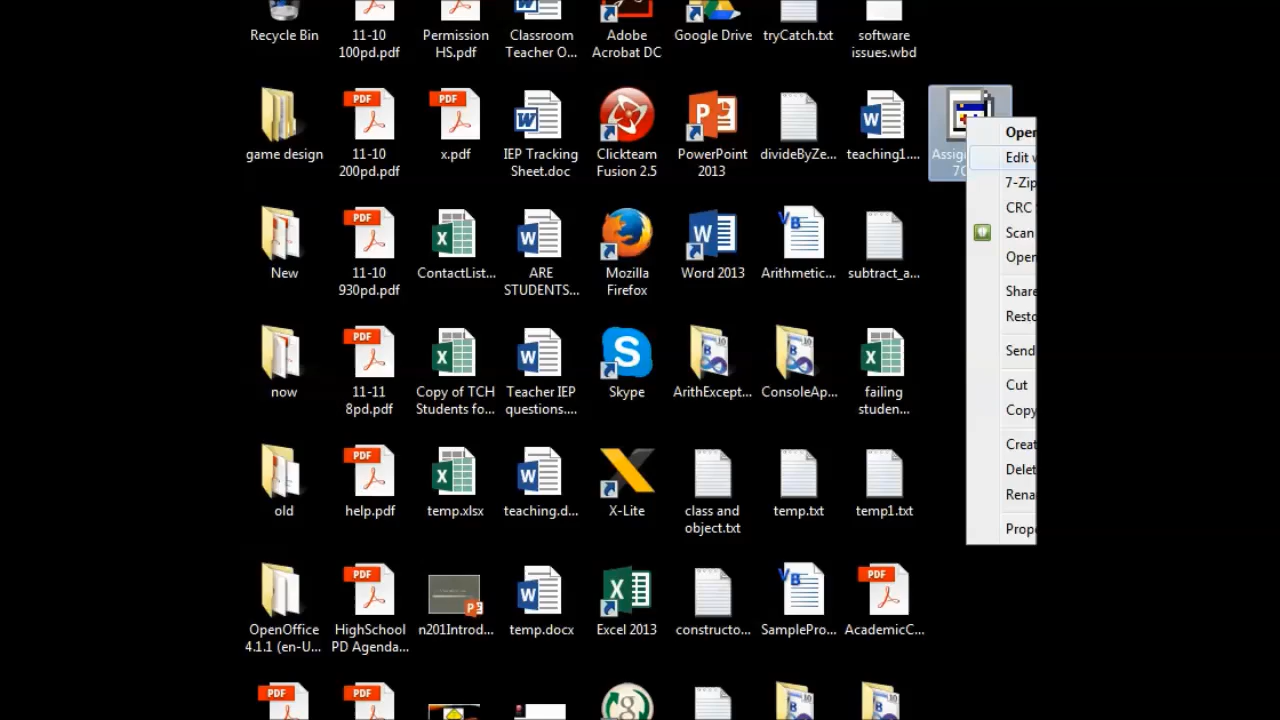 Recycle Bin
11-10
100pd.pdf
Permission
HS.pdf
Classroom
Teacher O...
Adobe
Acrobat DC
Google Drive
tryCatch.txt
software
issues.wbd
game design
PDF
11-10
200pd.pdf
PDF
x.pdf
IEP Tracking
Sheet.doc
Clickteam
Fusion 2.5
PowerPoint
2013
divideByZe...
teaching1....
Assig
7C
New
PDF
11-10
930pd.pdf
ContactList...
ARE
STUDENTS...
Mozilla
Firefox
Word 2013
Arithmetic...
subtract_a...
now
PDF
11-11
8pd.pdf
Copy of TCH
Students fo...
Teacher IEP
questions....
Skype
ArithExcept...
ConsoleAp...
failing
studen...
old
PDF
help.pdf
temp.xlsx
teaching.d...
X-Lite
class and
object.txt
temp.txt
temp1.txt
OpenOffice
4.1.1 (en-U...
PDF
HighSchool
PD Agenda...
n201Introd...
temp.docx
Excel 2013
constructo...
SamplePro...
PDF
AcademicC...
PDF
PDF
Open
Edit w
7-Zip
CRC
Scan
Open
Share
Resto
Send
Cut
Copy
Creat
Delet
Rena
Prope